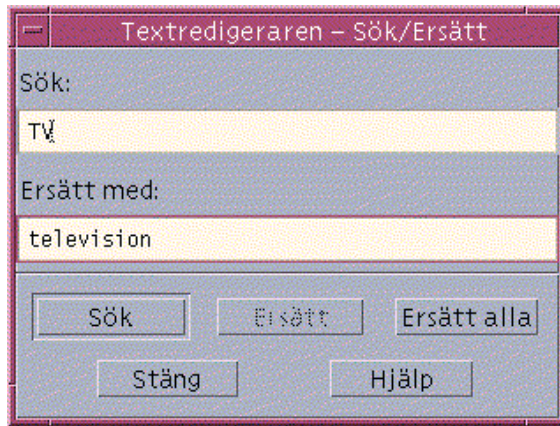 Textredigeraren – Sök/Ersätt
Sök:
TV
Ersätt med:
television
Sök Ersätt Ersätt alla
Stäng Hjälp